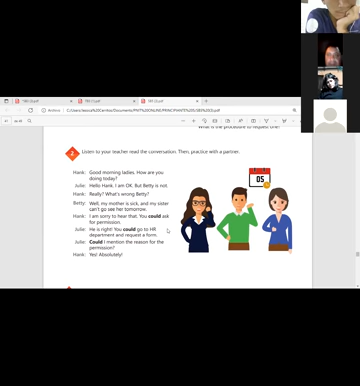 What is the procedure to request one?
2 Listen to your teacher read the conversation. Then, practice with a partner.
Hank: Good morning ladies. How are you
doing today?
Julie: Hello Hank. I am OK. But Betty is not.
Hank: Really? What's wrong Betty?
Betty: Well, my mother is sick, and my sister
can't go see her tomorrow.
Hank: I am sorry to hear that. You could ask
for permission.
Julie: He is right! You could go to HR
department and request a form.
Julie: Could I mention the reason for the
permission?
Hank: Yes! Absolutely!
05